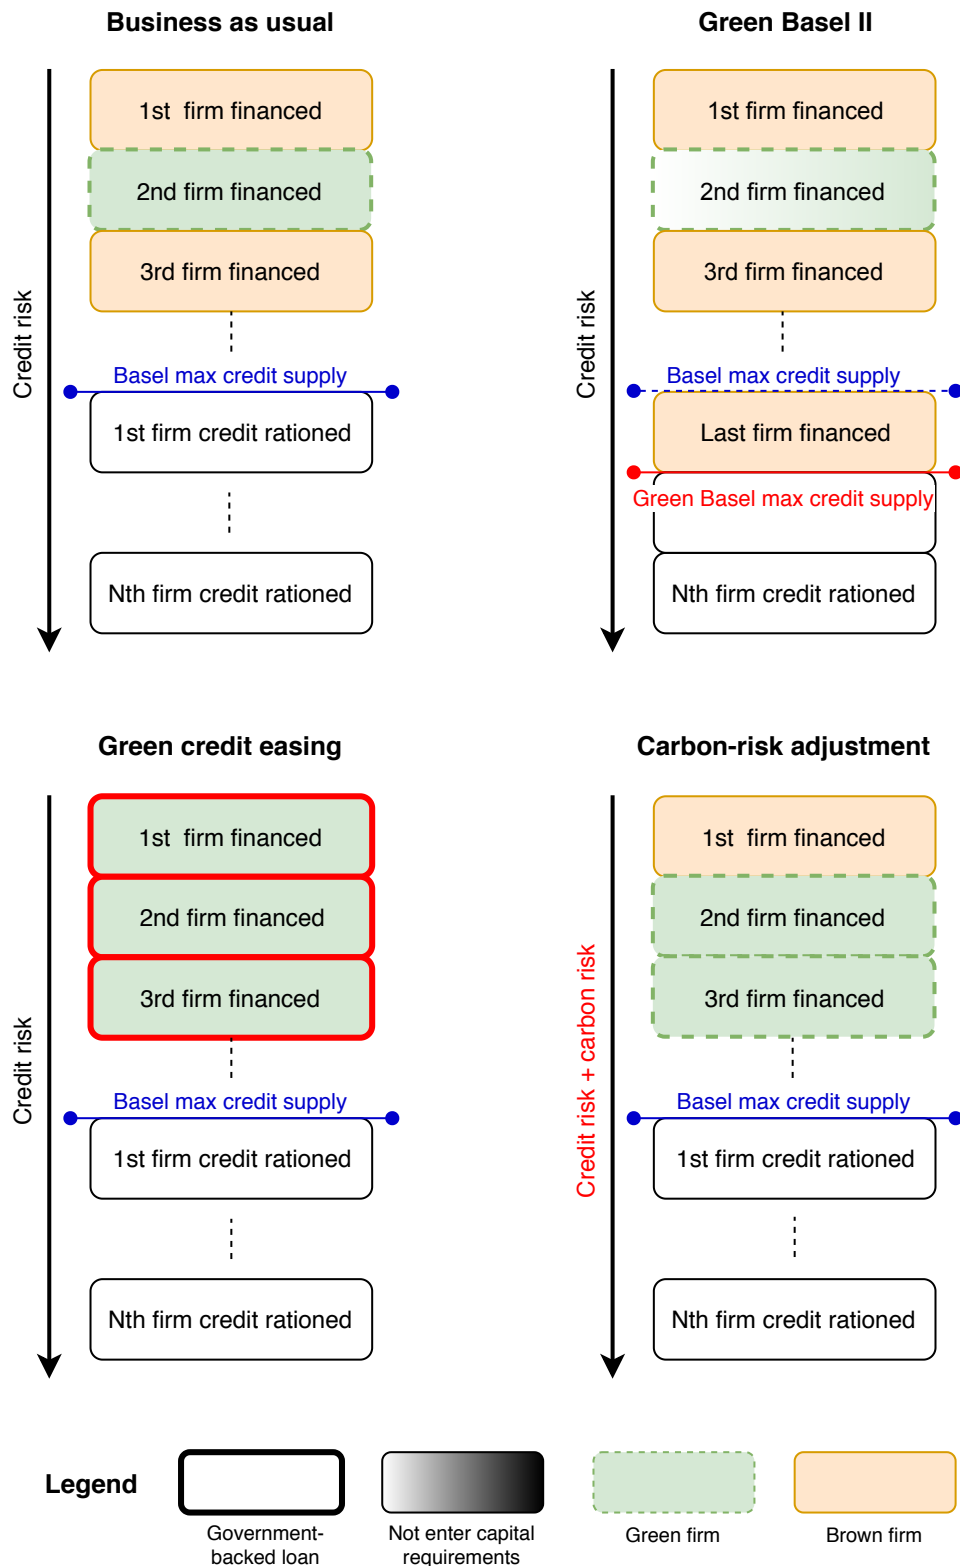 Business as usual
Credit risk
1st  firm financed
2nd firm financed
3rd firm financed
Basel max credit supply
1st firm credit rationed
Nth firm credit rationed
Green Basel II
Credit risk
1st firm financed
2nd firm financed
3rd firm financed
Basel max credit supply
Last firm financed
Green Basel max credit supply
Nth firm credit rationed
Green credit easing
Credit risk
1st  firm financed
2nd firm financed
3rd firm financed
Basel max credit supply
1st firm credit rationed
Nth firm credit rationed
Carbon-risk adjustment
Credit risk + carbon risk
1st  firm financed
2nd firm financed
3rd firm financed
Basel max credit supply
1st firm credit rationed
Nth firm credit rationed
Legend
Government-
backed loan
Not enter capital
requirements
Green firm
Brown firm